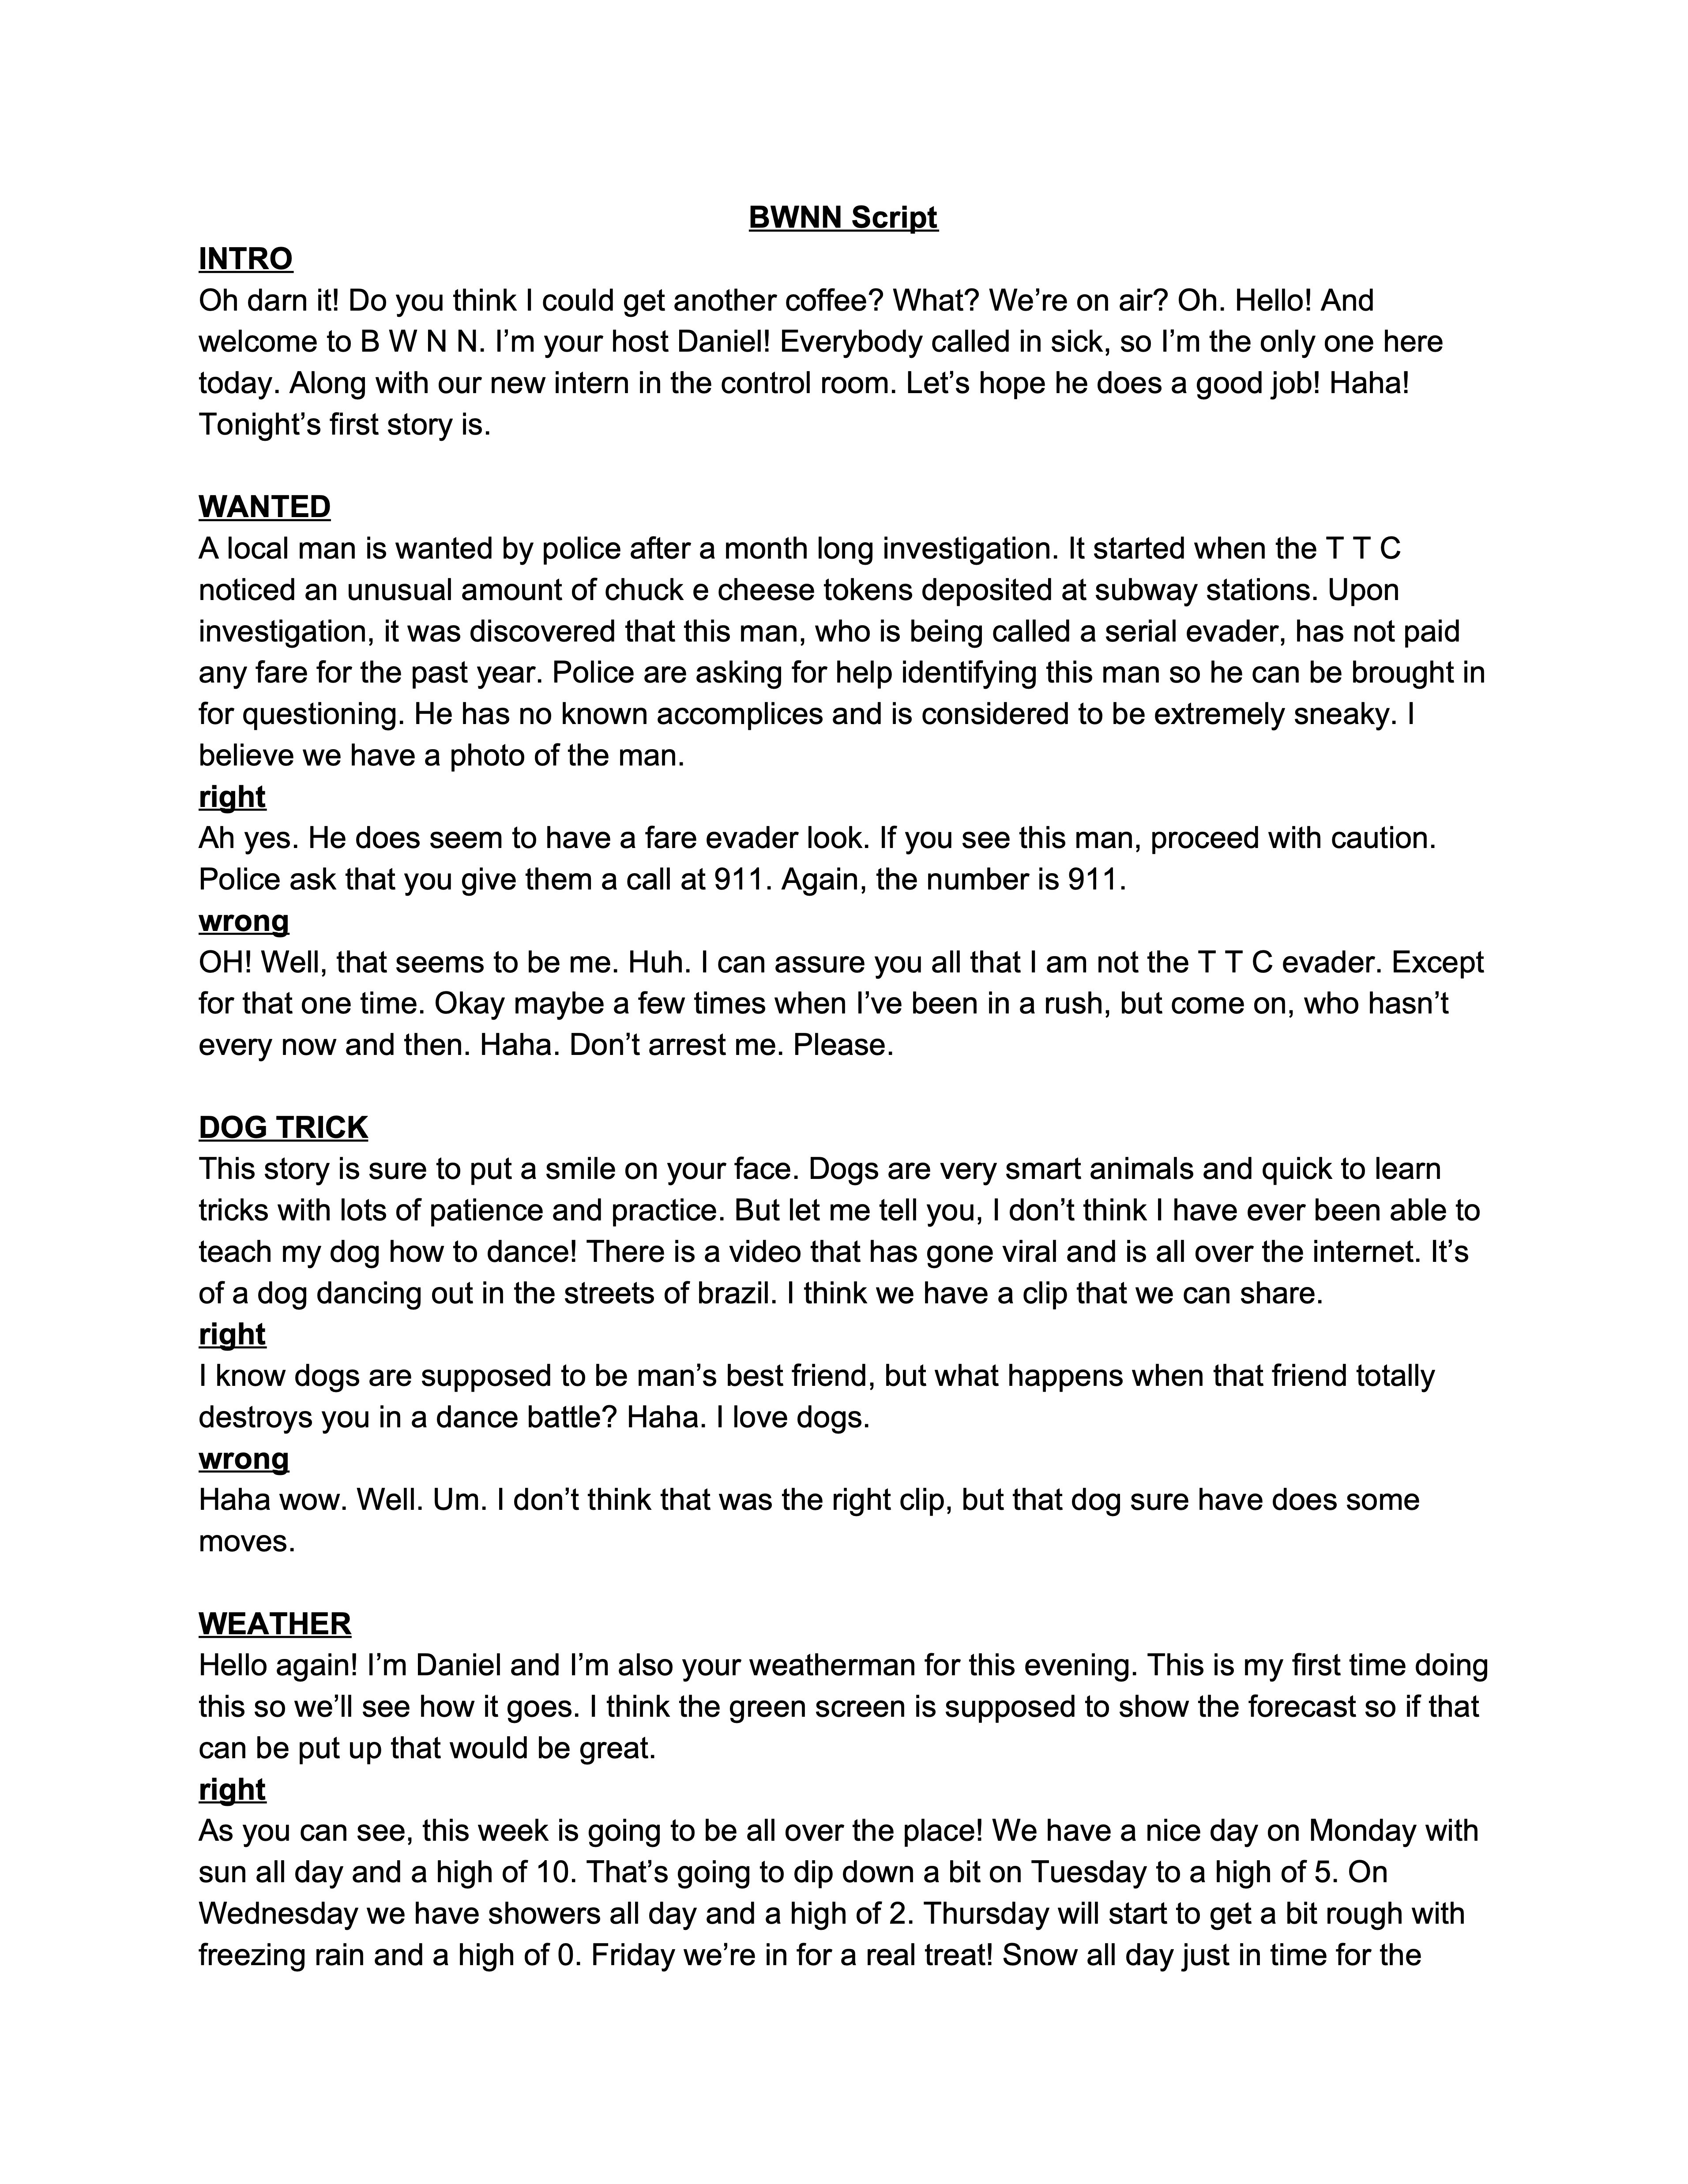 BWNN Script
INTRO
Oh darn it! Do you think I could get another coffee? What? We’re on air? Oh. Hello! And
welcome to B W N N. I’m your host Daniel! Everybody called in sick, so I’m the only one here
today. Along with our new intern in the control room. Let’s hope he does a good job! Haha!
Tonight’s first story is.
WANTED
A local man is wanted by police after a month long investigation. It started when the T T C
noticed an unusual amount of chuck e cheese tokens deposited at subway stations. Upon
investigation, it was discovered that this man, who is being called a serial evader, has not paid
any fare for the past year. Police are asking for help identifying this man so he can be brought in
for questioning. He has no known accomplices and is considered to be extremely sneaky. I
believe we have a photo of the man.
right
Ah yes. He does seem to have a fare evader look. If you see this man, proceed with caution.
Police ask that you give them a call at 911. Again, the number is 911.
wrong
OH! Well, that seems to be me. Huh. I can assure you all that I am not the T T C evader. Except
for that one time. Okay maybe a few times when I’ve been in a rush, but come on, who hasn’t
every now and then. Haha. Don’t arrest me. Please.
DOG TRICK
This story is sure to put a smile on your face. Dogs are very smart animals and quick to learn
tricks with lots of patience and practice. But let me tell you, I don’t think I have ever been able to
teach my dog how to dance! There is a video that has gone viral and is all over the internet. It’s
of a dog dancing out in the streets of brazil. I think we have a clip that we can share.
right
I know dogs are supposed to be man’s best friend, but what happens when that friend totally
destroys you in a dance battle? Haha. I love dogs.
wrong
Haha wow. Well. Um. I don’t think that was the right clip, but that dog sure have does some
moves.
WEATHER
Hello again! I’m Daniel and I’m also your weatherman for this evening. This is my first time doing
this so we’ll see how it goes. I think the green screen is supposed to show the forecast so if that
can be put up that would be great.
right
As you can see, this week is going to be all over the place! We have a nice day on Monday with
sun all day and a high of 10. That’s going to dip down a bit on Tuesday to a high of 5. On
Wednesday we have showers all day and a high of 2. Thursday will start to get a bit rough with
freezing rain and a high of 0. Friday we’re in for a real treat! Snow all day just in time for the